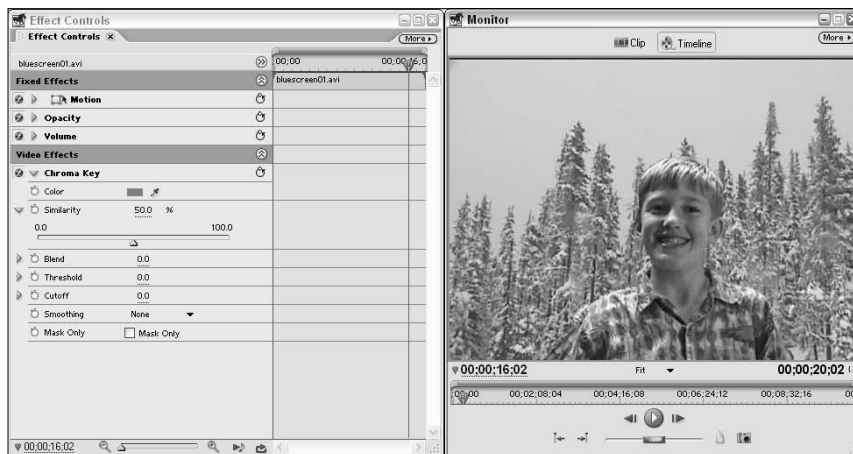 Effect Controls
Effect Controls
More
bluescreen01.avi
00;00
00;00;16;0
Fixed Effects
bluescreen01.avi
Motion
Opacity
Volume
Video Effects
Chroma Key
Color
Similarity 50.0 %
0.0 100.0
Blend 0.0
Threshold 0.0
Cutoff 0.0
Smoothing None
Mask Only Mask Only
00;00;16;02
Monitor
Clip Timeline
More
00;00;16;02 Fit 00;00;20;02
00;02;08;04 00;04;16;08 00;06;24;12 00;08;32;16